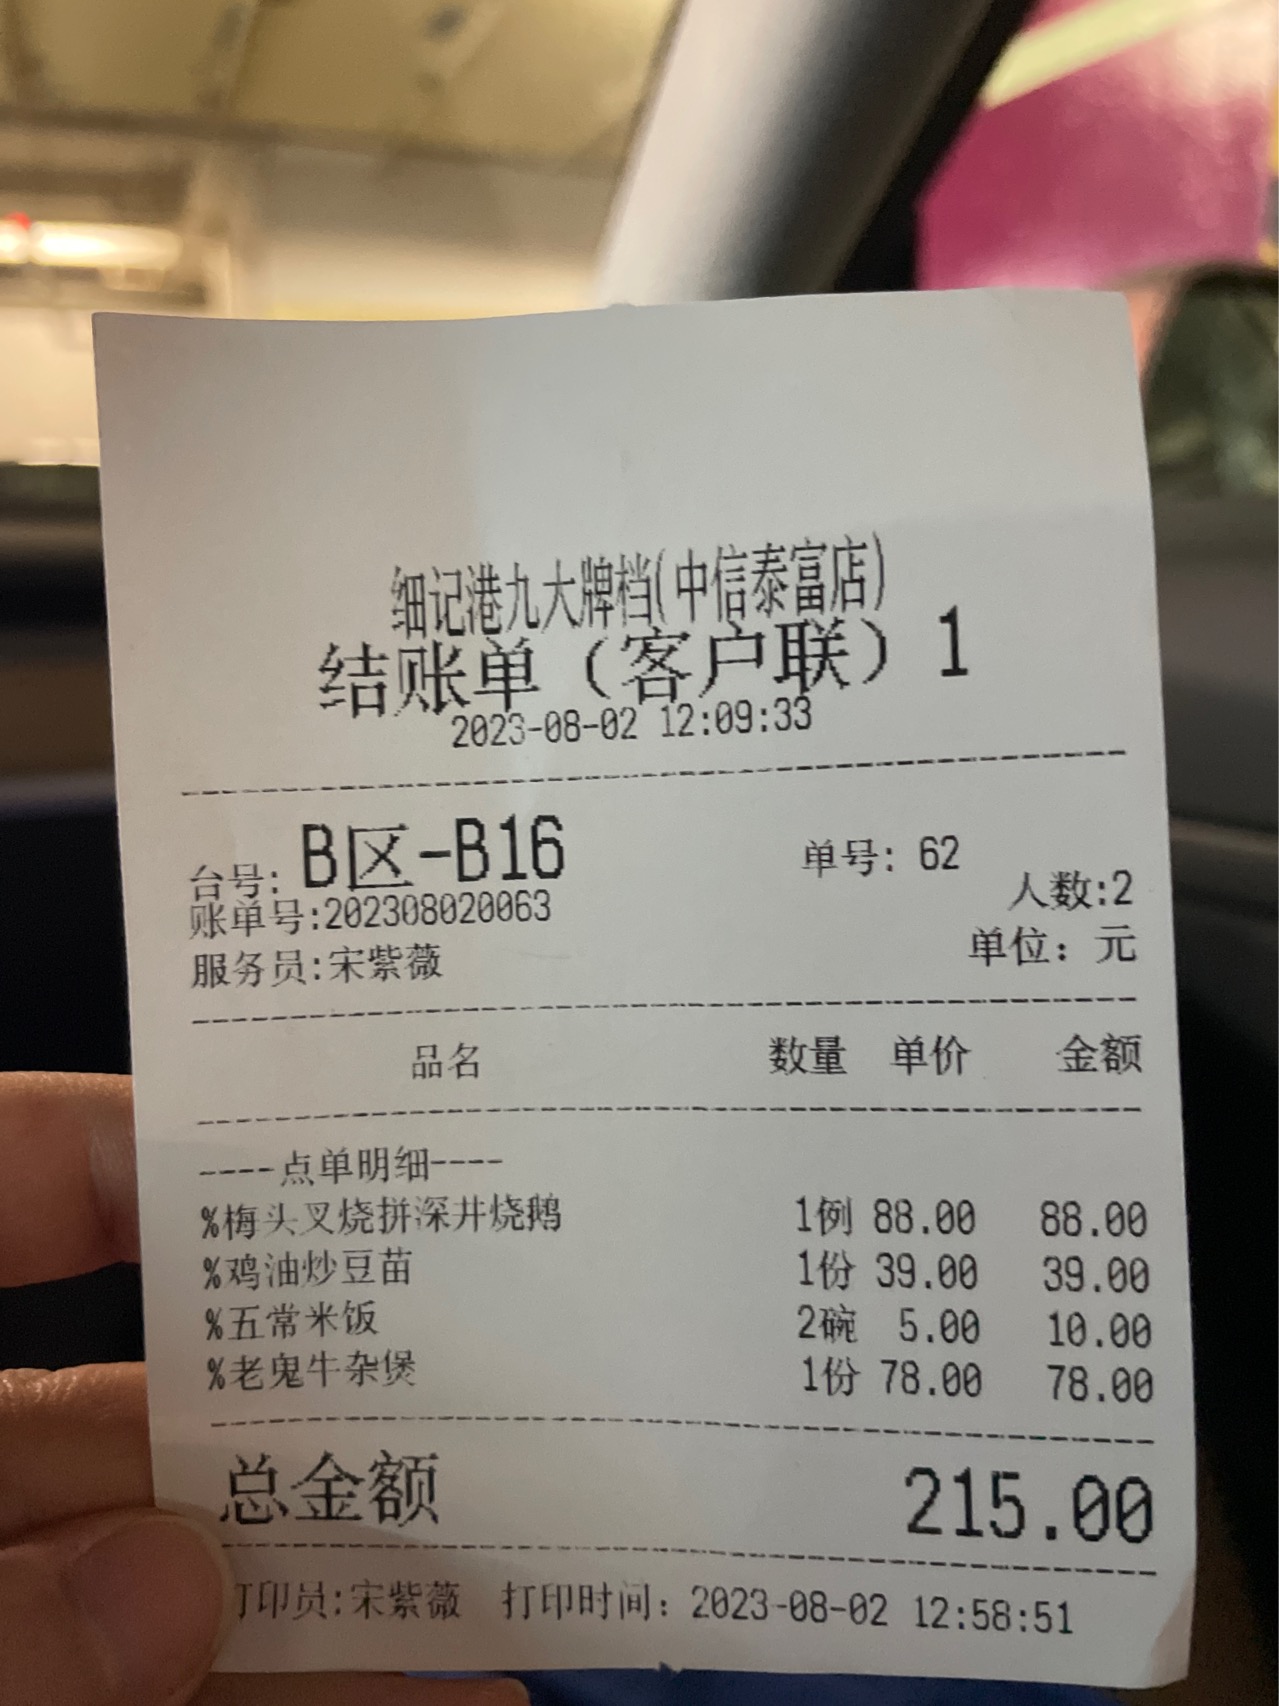 细记港九大牌档(中信泰富店)
结账单（客户联）1
2023-08-02 12:09:33
台号: B区-B16 单号: 62
账单号:202308020063 人数:2
服务员:宋紫薇 单位: 元
品名 数量 单价 金额
----点单明细----
%梅头叉烧拼深井烧鹅 1例 88.00 88.00
%鸡油炒豆苗 1份 39.00 39.00
%五常米饭 2碗 5.00 10.00
%老鬼牛杂煲 1份 78.00 78.00
总金额 215.00
打印员:宋紫薇 打印时间: 2023-08-02 12:58:51